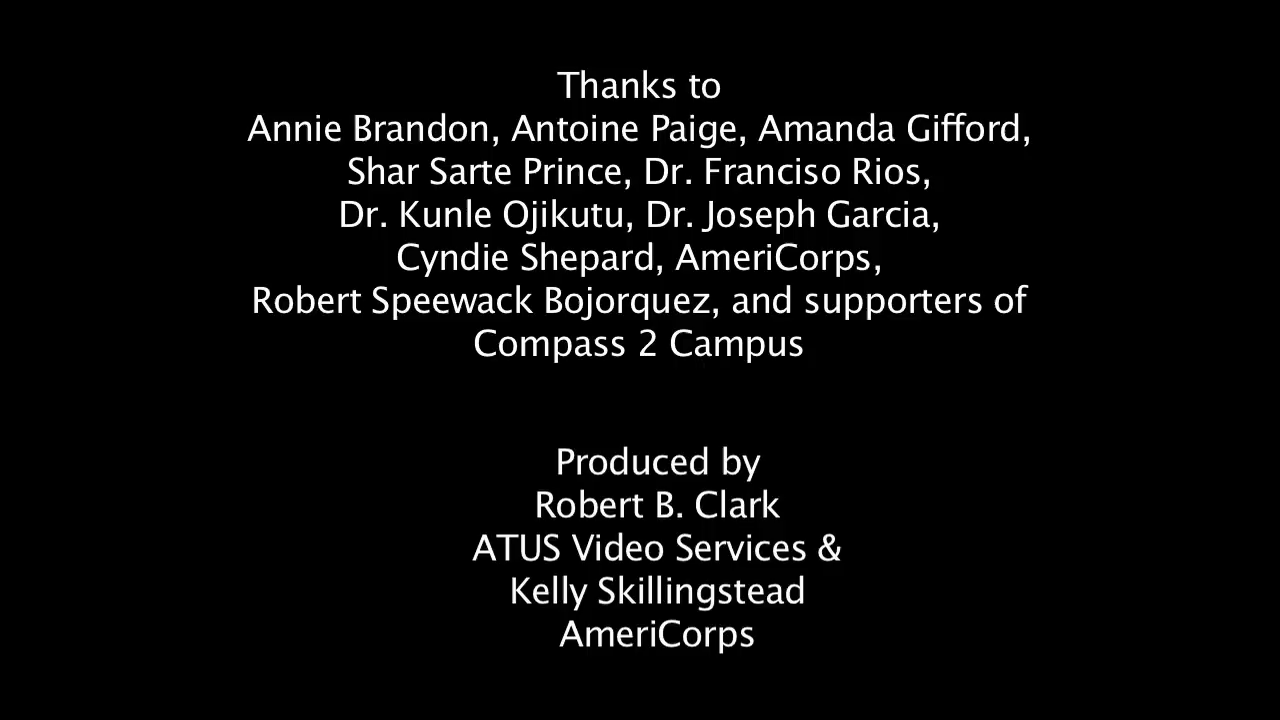 Thanks to
Annie Brandon, Antoine Paige, Amanda Gifford,
Shar Sarte Prince, Dr. Franciso Rios,
Dr. Kunle Ojikutu, Dr. Joseph Garcia,
Cyndie Shepard, AmeriCorps,
Robert Speewack Bojorquez, and supporters of
Compass 2 Campus
Produced by
Robert B. Clark
ATUS Video Services &
Kelly Skillingstead
AmeriCorps